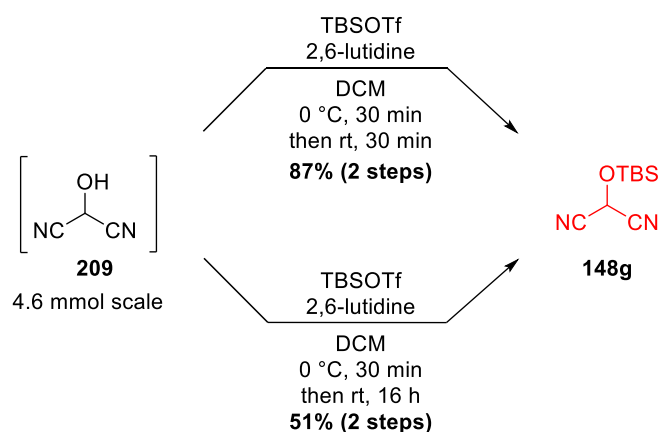 TBSOTf
2,6-lutidine
DCM
0 °C, 30 min
then rt, 30 min
87% (2 steps)
OH
NC CN
209
4.6 mmol scale
OTBS
NC CN
148g
TBSOTf
2,6-lutidine
DCM
0 °C, 30 min
then rt, 16 h
51% (2 steps)